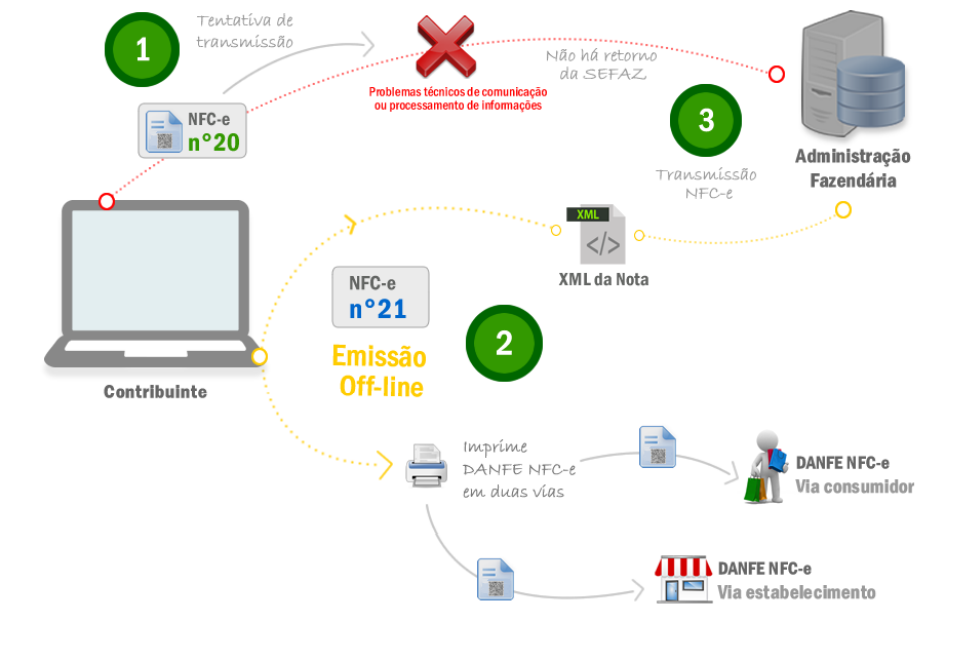 1
Tentativa de
transmissão
Problemas técnicos de comunicação
ou processamento de informações
Não há retorno
da SEFAZ
NFC-e
n°20
3
Administração
Fazendária
Transmissão
NFC-e
XML
</>
XML da Nota
NFC-e
n°21
2
Emissão
Off-line
Contribuinte
Imprime
DANFE NFC-e
em duas vias
DANFE NFC-e
Via consumidor
DANFE NFC-e
Via estabelecimento